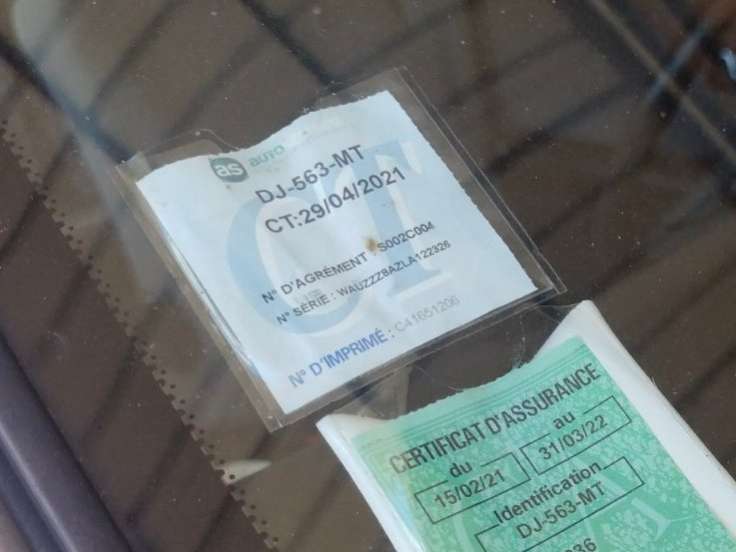 as auto
DJ-563-MT
CT:29/04/2021
N° D'AGRÉMENT : S002C004
N° SÉRIE : WAUZZZ8AZLA122326
N° D'IMPRIMÉ : C41651206
CT
CERTIFICAT D'ASSURANCE
du
au
15/02/21
31/03/22
Identification
DJ-563-MT
36